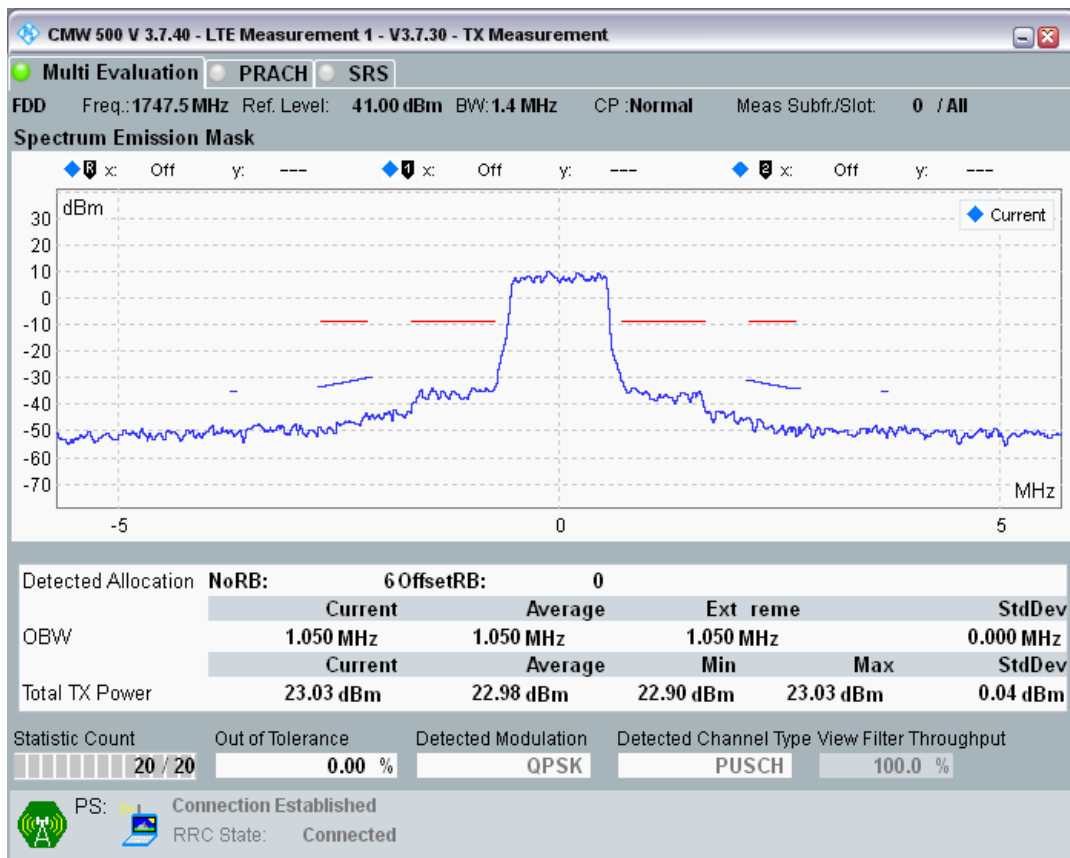 CMW 500 V 3.7.40 - LTE Measurement 1 - V3.7.30 - TX Measurement
Multi Evaluation PRACH SRS
FDD Freq.: 1747.5 MHz Ref. Level: 41.00 dBm BW: 1.4 MHz CP :Normal Meas Subfr./Slot: 0 / All
Spectrum Emission Mask
R x: Off y: --- 1 x: Off y: --- 2 x: Off y: ---
dBm
Current
30
20
10
0
-10
-20
-30
-40
-50
-60
-70
MHz
-5 0 5
Detected Allocation NoRB: 6 OffsetRB: 0
Current Average Ext reme StdDev
OBW 1.050 MHz 1.050 MHz 1.050 MHz 0.000 MHz
Current Average Min Max StdDev
Total TX Power 23.03 dBm 22.98 dBm 22.90 dBm 23.03 dBm 0.04 dBm
Statistic Count Out of Tolerance Detected Modulation Detected Channel Type View Filter Throughput
20 / 20 0.00 % QPSK PUSCH 100.0 %
PS: Connection Established
RRC State: Connected